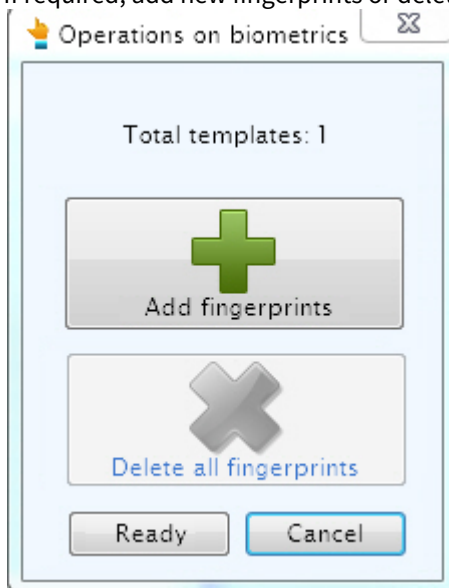 If required, add new fingerprints or delet
Operations on biometrics
Total templates: 1
Add fingerprints
Delete all fingerprints
Ready Cancel